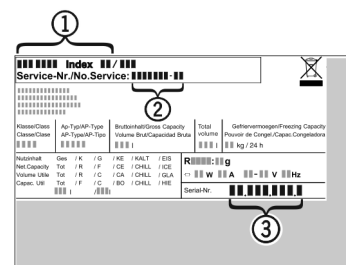 1
Index /
Service-Nr./No.Service: -
2
Klasse/Class Ap-Typ/AP-Type Bruttoinhalt/Gross Capacity Total Gefriervermoegen/Freezing Capacity
Classe/Clase AP-Type/AP-Tipo Volume Brut/Capacidad Bruta volume Pouvoir de Congel./Capac.Congeladora
l l kg / 24 h
Nutzinhalt Ges / K / G / KE / KALT / EIS
Net.Capacity Tot / R / F / CE / CHILL / ICE
Volume Utile Tot / R / C / CA / CHILL / GLA
Capac. Util Tot / F / C / BO / CHILL / HIE
l / l
R : g
W A - V Hz
Serial-Nr. , , ,
3